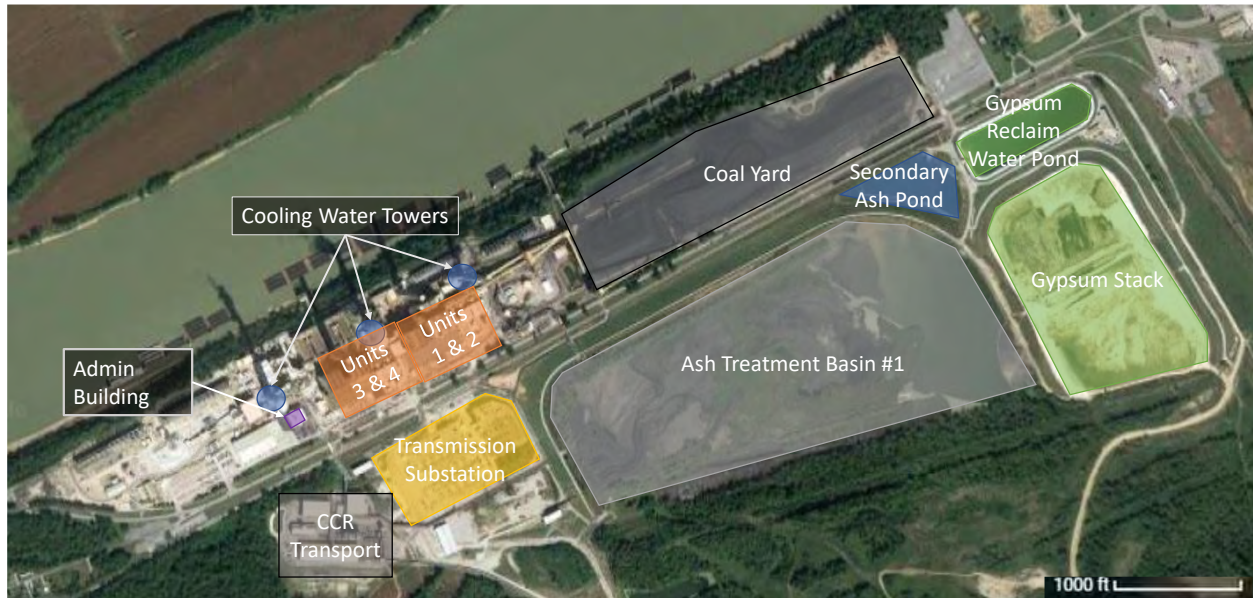 Gypsum
Reclaim
Water Pond
Coal Yard
Secondary
Ash Pond
Cooling Water Towers
Gypsum Stack
Units
1 & 2
Units
3 & 4
Ash Treatment Basin #1
Admin
Building
Transmission
Substation
CCR
Transport
1000 ft